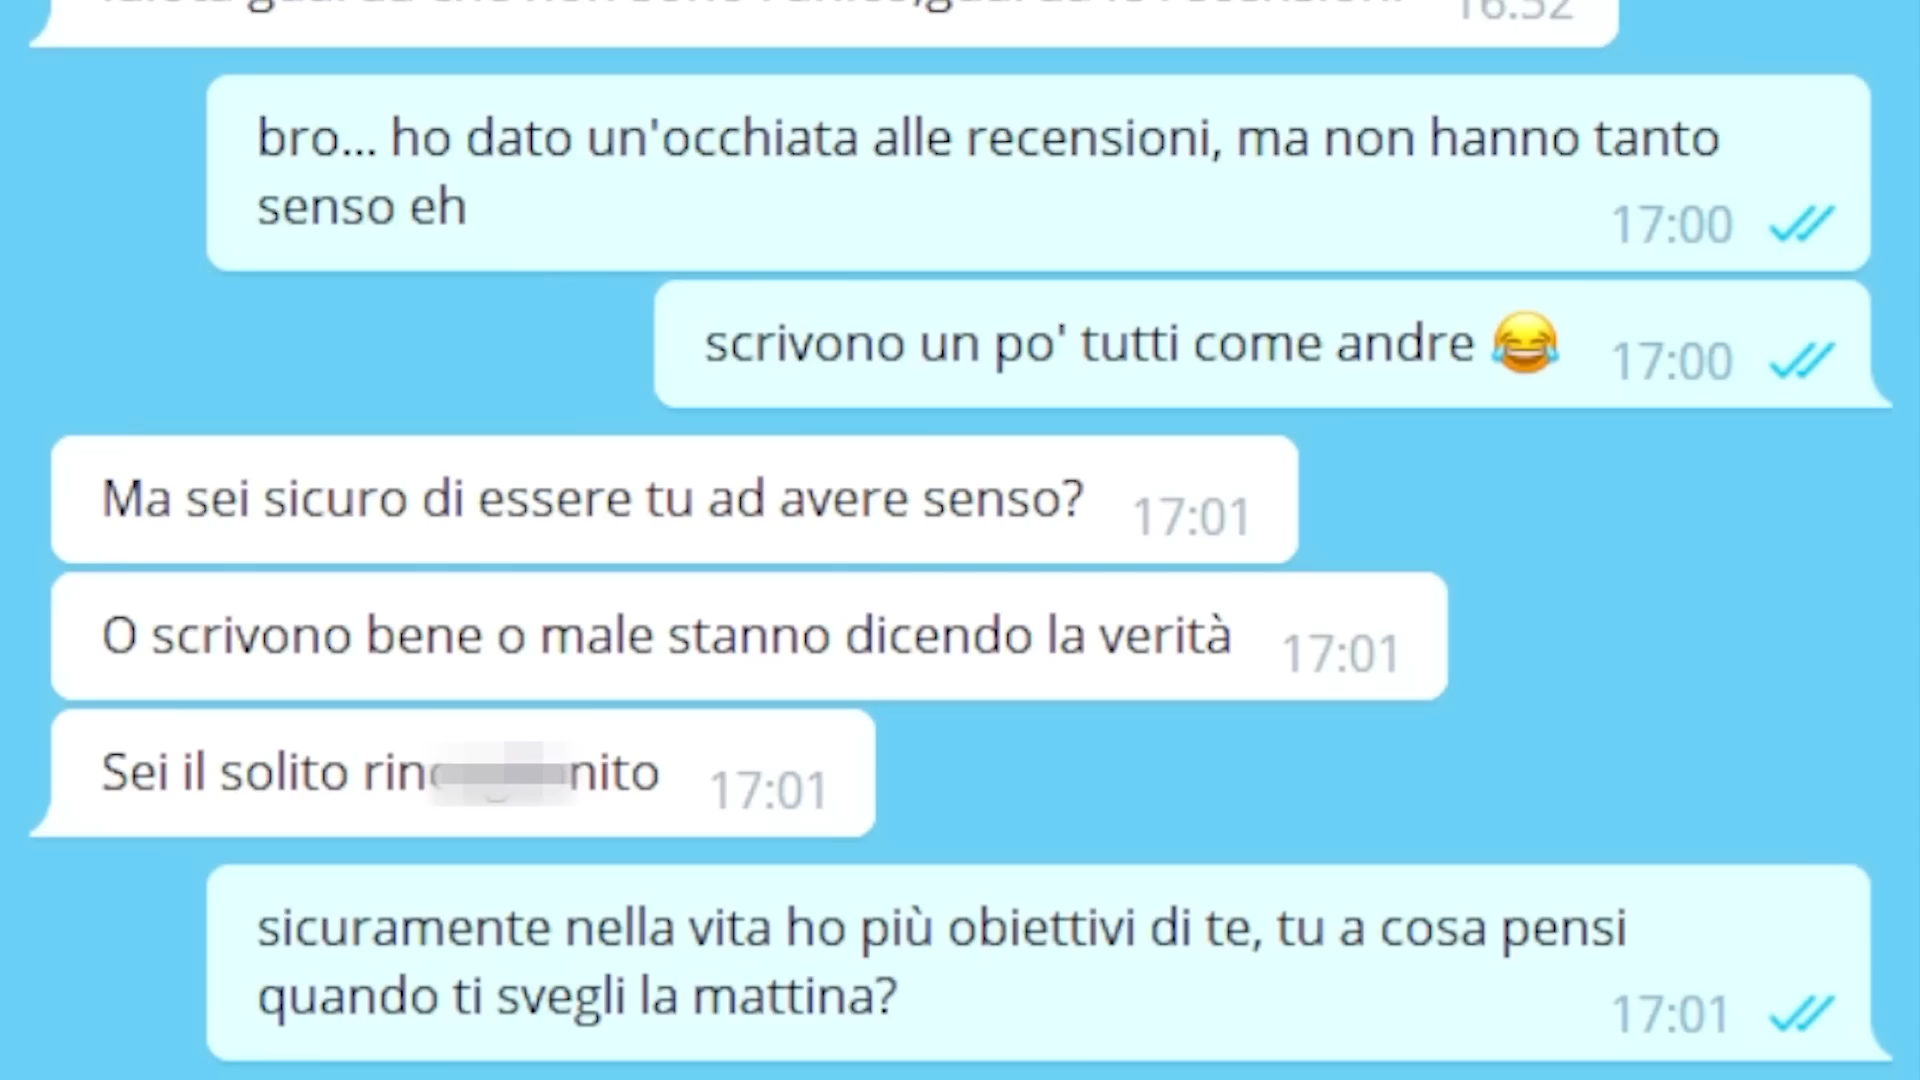 bro... ho dato un'occhiata alle recensioni, ma non hanno tanto
senso eh
17:00
scrivono un po' tutti come andre 😂 17:00
Ma sei sicuro di essere tu ad avere senso? 17:01
O scrivono bene o male stanno dicendo la verità 17:01
Sei il solito 17:01
sicuramente nella vita ho più obiettivi di te, tu a cosa pensi
quando ti svegli la mattina?
17:01